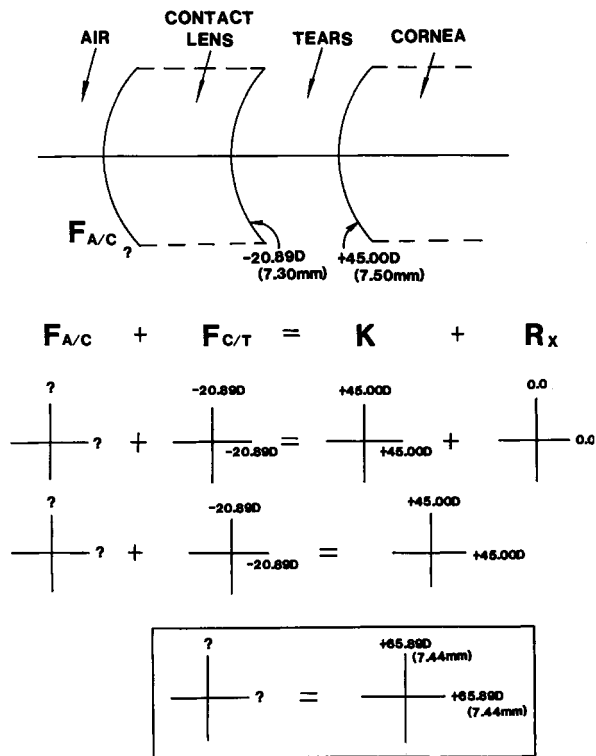 AIR
CONTACT
LENS
TEARS
CORNEA
FA/C ?
-20.89D
(7.30mm)
+45.00D
(7.50mm)
FA/C + FC/T = K + Rx
?
?
+
-20.89D
-20.89D
=
+45.00D
+45.00D
+
0.0
0.0
?
?
+
-20.89D
-20.89D
=
+45.00D
+45.00D
?
?
=
+65.89D
(7.44mm)
+65.89D
(7.44mm)